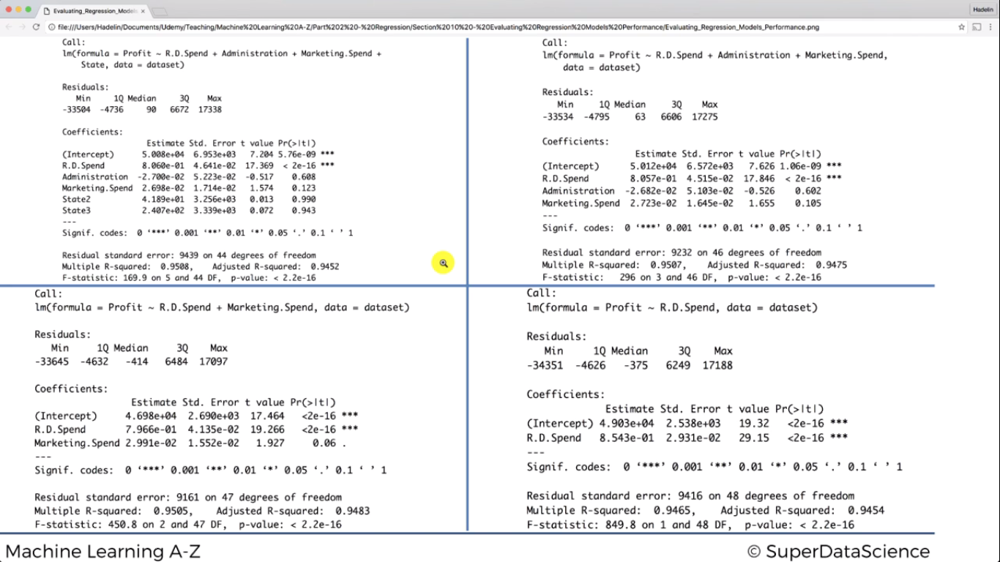 Evaluating_Regression_Model
Hadelin
file:///Users/Hadelin/Documents/Udemy/Teaching/Machine%20Learning%20A-Z/Part%202%20-%20Regression/Section%2010%20-%20Evaluating%20Regression%20Models%20Performance/Evaluating_Regression_Models_Performance.png
Call:
lm(formula = Profit ~ R.D.Spend + Administration + Marketing.Spend +
State, data = dataset)
Residuals:
Min 1Q Median 3Q Max
-33504 -4736 90 6672 17338
Coefficients:
Estimate Std. Error t value Pr(>|t|)
(Intercept) 5.008e+04 6.953e+03 7.204 5.76e-09 ***
R.D.Spend 8.060e-01 4.641e-02 17.369 < 2e-16 ***
Administration -2.700e-02 5.223e-02 -0.517 0.608
Marketing.Spend 2.698e-02 1.714e-02 1.574 0.123
State2 4.189e+01 3.256e+03 0.013 0.990
State3 2.407e+02 3.339e+03 0.072 0.943
---
Signif. codes: 0 ‘***’ 0.001 ‘**’ 0.01 ‘*’ 0.05 ‘.’ 0.1 ‘ ’ 1
Residual standard error: 9439 on 44 degrees of freedom
Multiple R-squared: 0.9508, Adjusted R-squared: 0.9452
F-statistic: 169.9 on 5 and 44 DF, p-value: < 2.2e-16
Call:
lm(formula = Profit ~ R.D.Spend + Administration + Marketing.Spend,
data = dataset)
Residuals:
Min 1Q Median 3Q Max
-33534 -4795 63 6606 17275
Coefficients:
Estimate Std. Error t value Pr(>|t|)
(Intercept) 5.012e+04 6.572e+03 7.626 1.06e-09 ***
R.D.Spend 8.057e-01 4.515e-02 17.846 < 2e-16 ***
Administration -2.682e-02 5.103e-02 -0.526 0.602
Marketing.Spend 2.723e-02 1.645e-02 1.655 0.105
---
Signif. codes: 0 ‘***’ 0.001 ‘**’ 0.01 ‘*’ 0.05 ‘.’ 0.1 ‘ ’ 1
Residual standard error: 9232 on 46 degrees of freedom
Multiple R-squared: 0.9507, Adjusted R-squared: 0.9475
F-statistic: 296 on 3 and 46 DF, p-value: < 2.2e-16
Call:
lm(formula = Profit ~ R.D.Spend + Marketing.Spend, data = dataset)
Residuals:
Min 1Q Median 3Q Max
-33645 -4632 -414 6484 17097
Coefficients:
Estimate Std. Error t value Pr(>|t|)
(Intercept) 4.698e+04 2.690e+03 17.464 <2e-16 ***
R.D.Spend 7.966e-01 4.135e-02 19.266 <2e-16 ***
Marketing.Spend 2.991e-02 1.552e-02 1.927 0.06 .
---
Signif. codes: 0 ‘***’ 0.001 ‘**’ 0.01 ‘*’ 0.05 ‘.’ 0.1 ‘ ’ 1
Residual standard error: 9161 on 47 degrees of freedom
Multiple R-squared: 0.9505, Adjusted R-squared: 0.9483
F-statistic: 450.8 on 2 and 47 DF, p-value: < 2.2e-16
Call:
lm(formula = Profit ~ R.D.Spend, data = dataset)
Residuals:
Min 1Q Median 3Q Max
-34351 -4626 -375 6249 17188
Coefficients:
Estimate Std. Error t value Pr(>|t|)
(Intercept) 4.903e+04 2.538e+03 19.32 <2e-16 ***
R.D.Spend 8.543e-01 2.931e-02 29.15 <2e-16 ***
---
Signif. codes: 0 ‘***’ 0.001 ‘**’ 0.01 ‘*’ 0.05 ‘.’ 0.1 ‘ ’ 1
Residual standard error: 9416 on 48 degrees of freedom
Multiple R-squared: 0.9465, Adjusted R-squared: 0.9454
F-statistic: 849.8 on 1 and 48 DF, p-value: < 2.2e-16
Machine Learning A-Z
© SuperDataScience